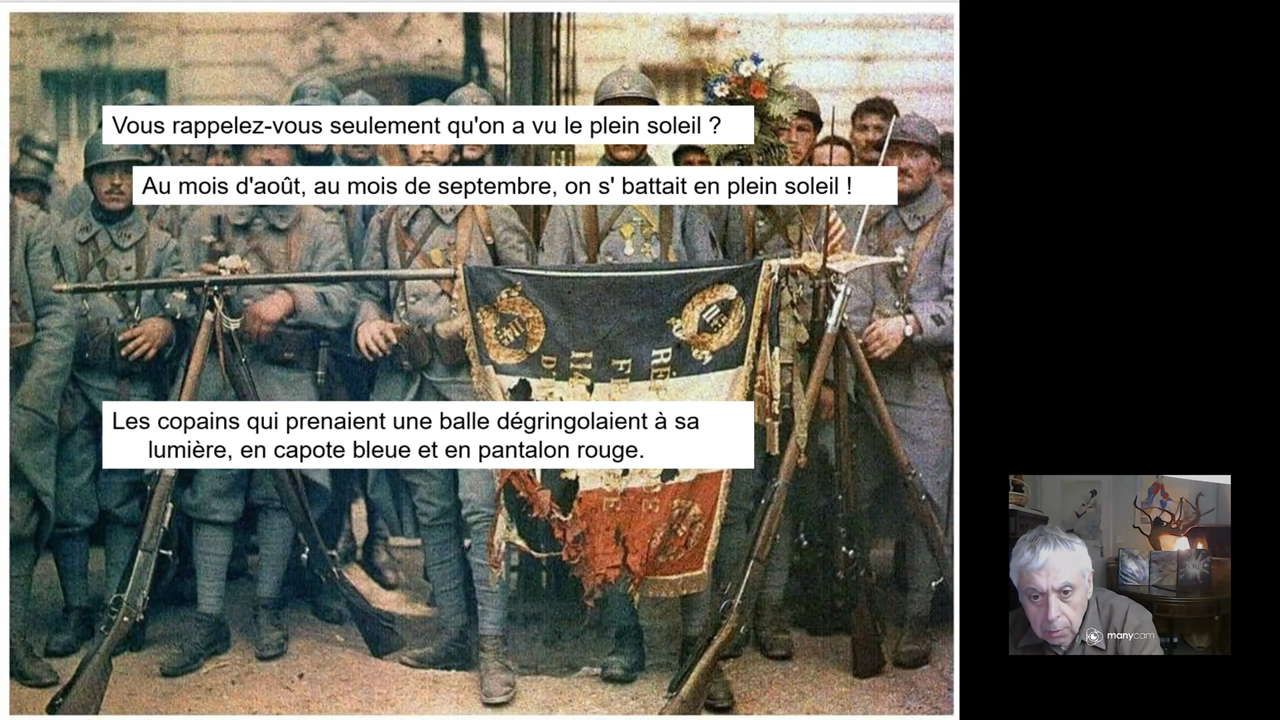 Vous rappelez-vous seulement qu'on a vu le plein soleil ?
Au mois d'août, au mois de septembre, on s' battait en plein soleil !
Les copains qui prenaient une balle dégringolaient à sa
lumière, en capote bleue et en pantalon rouge.
manycam